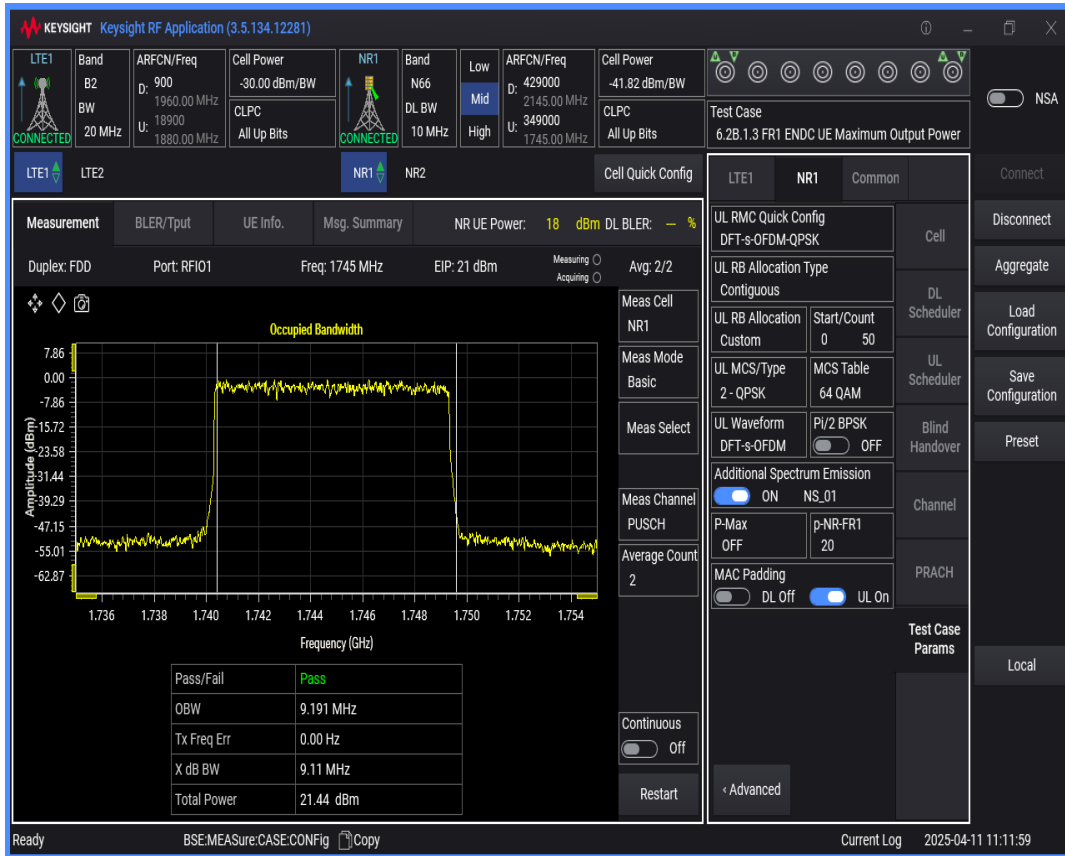 KEYSIGHT Keysight RF Application (3.5.134.12281)
LTE1 Band ARFCN/Freq Cell Power NR1 Band Low ARFCN/Freq Cell Power
B2 D: 900 -30.00 dBm/BW N66 D: 429000 -41.82 dBm/BW
1960.00 MHz 2145.00 MHz
BW U: 18900 CLPC DL BW Mid U: 349000 CLPC Test Case
CONNECTED 20 MHz 1880.00 MHz All Up Bits CONNECTED 10 MHz High 1745.00 MHz All Up Bits 6.2B.1.3 FR1 ENDC UE Maximum Output Power
NSA
LTE1 LTE2 NR1 NR2 Cell Quick Config
LTE1 NR1 Common
Connect
Measurement BLER/Tput UE Info. Msg. Summary NR UE Power: 18 dBm DL BLER: -- %
Duplex: FDD Port: RFIO1 Freq: 1745 MHz EIP: 21 dBm Measuring Acquiring Avg: 2/2
Occupied Bandwidth
Amplitude (dBm)
7.86
0.00
-7.86
-15.72
-23.58
-31.44
-39.29
-47.15
-55.01
-62.87
1.736 1.738 1.740 1.742 1.744 1.746 1.748 1.750 1.752 1.754
Frequency (GHz)
Pass/Fail Pass
OBW 9.191 MHz
Tx Freq Err 0.00 Hz
X dB BW 9.11 MHz
Total Power 21.44 dBm
Meas Cell
NR1
Meas Mode
Basic
Meas Select
Meas Channel
PUSCH
Average Count
2
Continuous
Off
Restart
UL RMC Quick Config
DFT-s-OFDM-QPSK
UL RB Allocation Type
Contiguous
UL RB Allocation Start/Count
Custom 0 50
UL MCS/Type MCS Table
2 - QPSK 64 QAM
UL Waveform Pi/2 BPSK
DFT-s-OFDM OFF
Additional Spectrum Emission
ON NS_01
P-Max p-NR-FR1
OFF 20
MAC Padding
DL Off UL On
‹ Advanced
Cell
DL
Scheduler
UL
Scheduler
Blind
Handover
Channel
PRACH
Test Case
Params
Disconnect
Aggregate
Load
Configuration
Save
Configuration
Preset
Local
Ready BSE:MEASure:CASE:CONFig Copy Current Log 2025-04-11 11:11:59